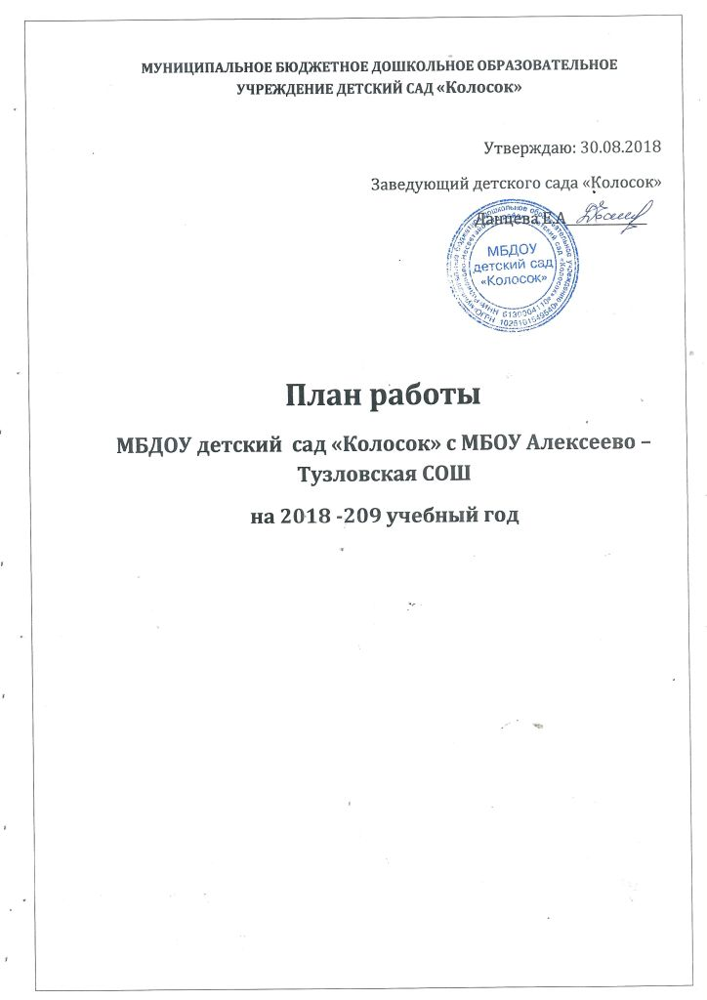 МУНИЦИПАЛЬНОЕ БЮДЖЕТНОЕ ДОШКОЛЬНОЕ ОБРАЗОВАТЕЛЬНОЕ
УЧРЕЖДЕНИЕ ДЕТСКИЙ САД «Колосок»
Утверждаю: 30.08.2018
Заведующий детского сада «Колосок»
Данцева Е.А
МБДОУ
детский сад
«Колосок»
План работы
МБДОУ детский сад «Колосок» с МБОУ Алексеево –
Тузловская СОШ
на 2018 -209 учебный год